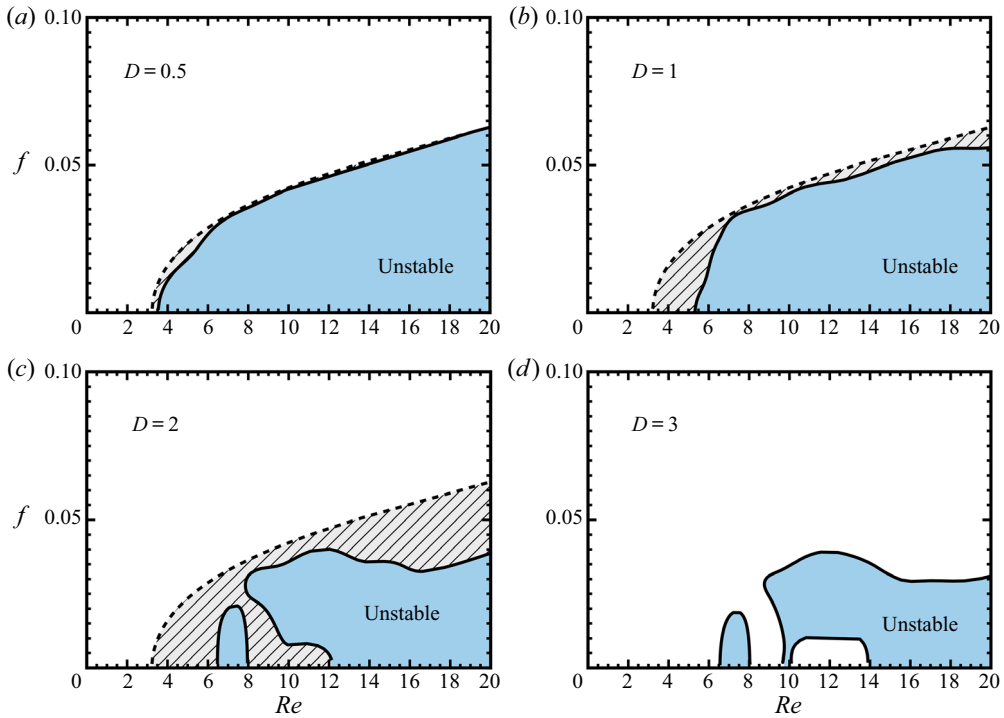 (a) 0.10 (b) 0.10
D = 0.5 D = 1
f 0.05 0.05
Unstable Unstable
0 2 4 6 8 10 12 14 16 18 20 0 2 4 6 8 10 12 14 16 18 20
(c) 0.10 (d) 0.10
D = 2 D = 3
f 0.05 0.05
Unstable Unstable
0 2 4 6 8 10 12 14 16 18 20 0 2 4 6 8 10 12 14 16 18 20
Re Re